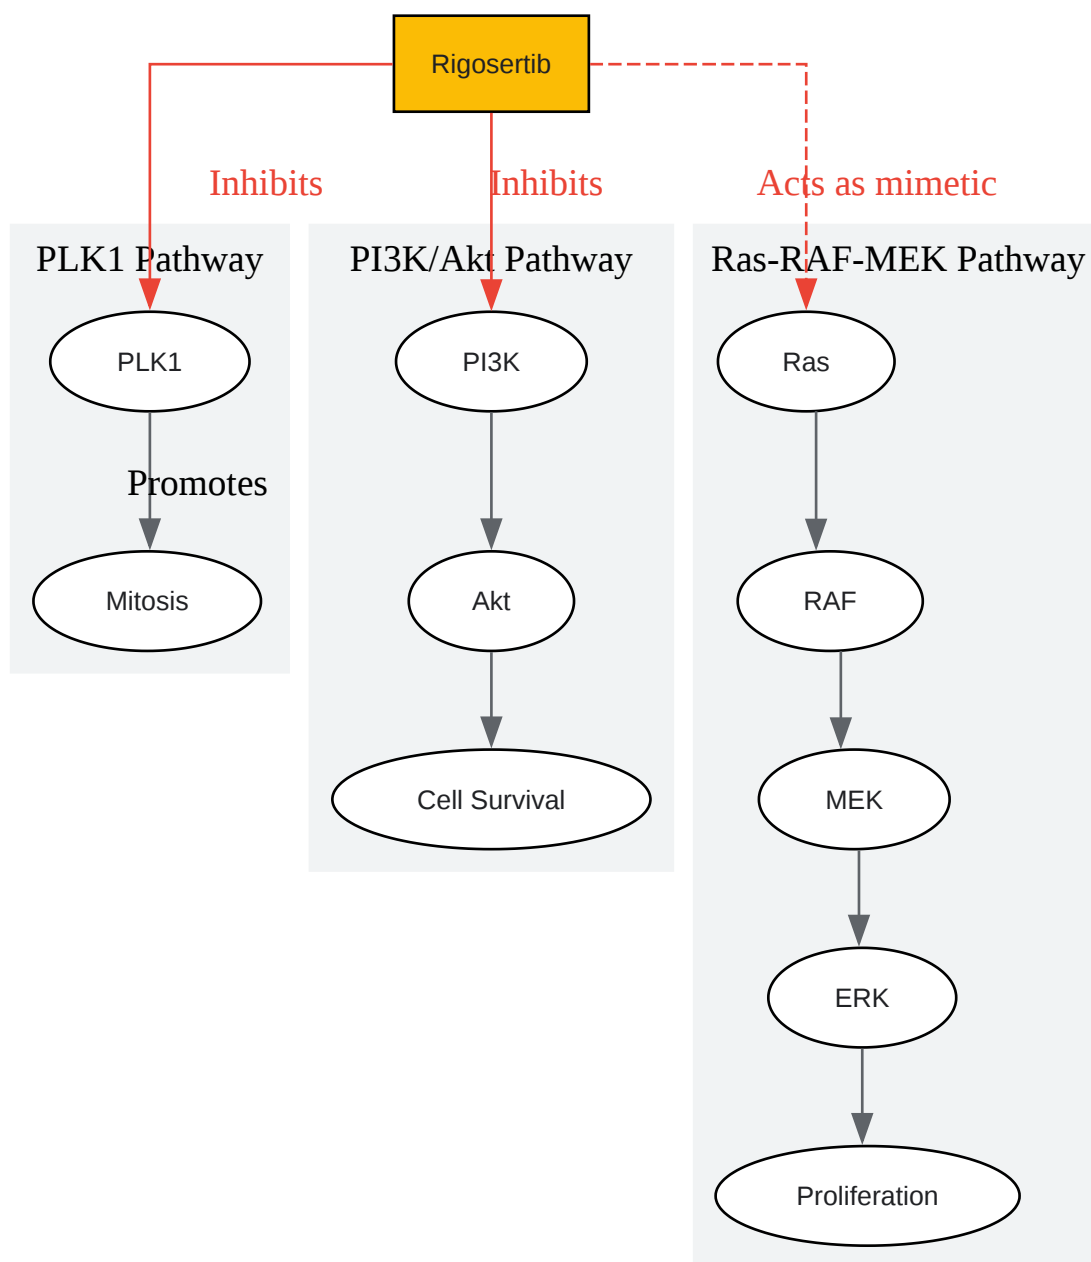 Rigosertib
Inhibits
Inhibits
Acts as mimetic
PLK1 Pathway
PI3K/Akt Pathway
Ras-RAF-MEK Pathway
PLK1
PI3K
Ras
Promotes
Mitosis
Akt
RAF
Cell Survival
MEK
ERK
Proliferation